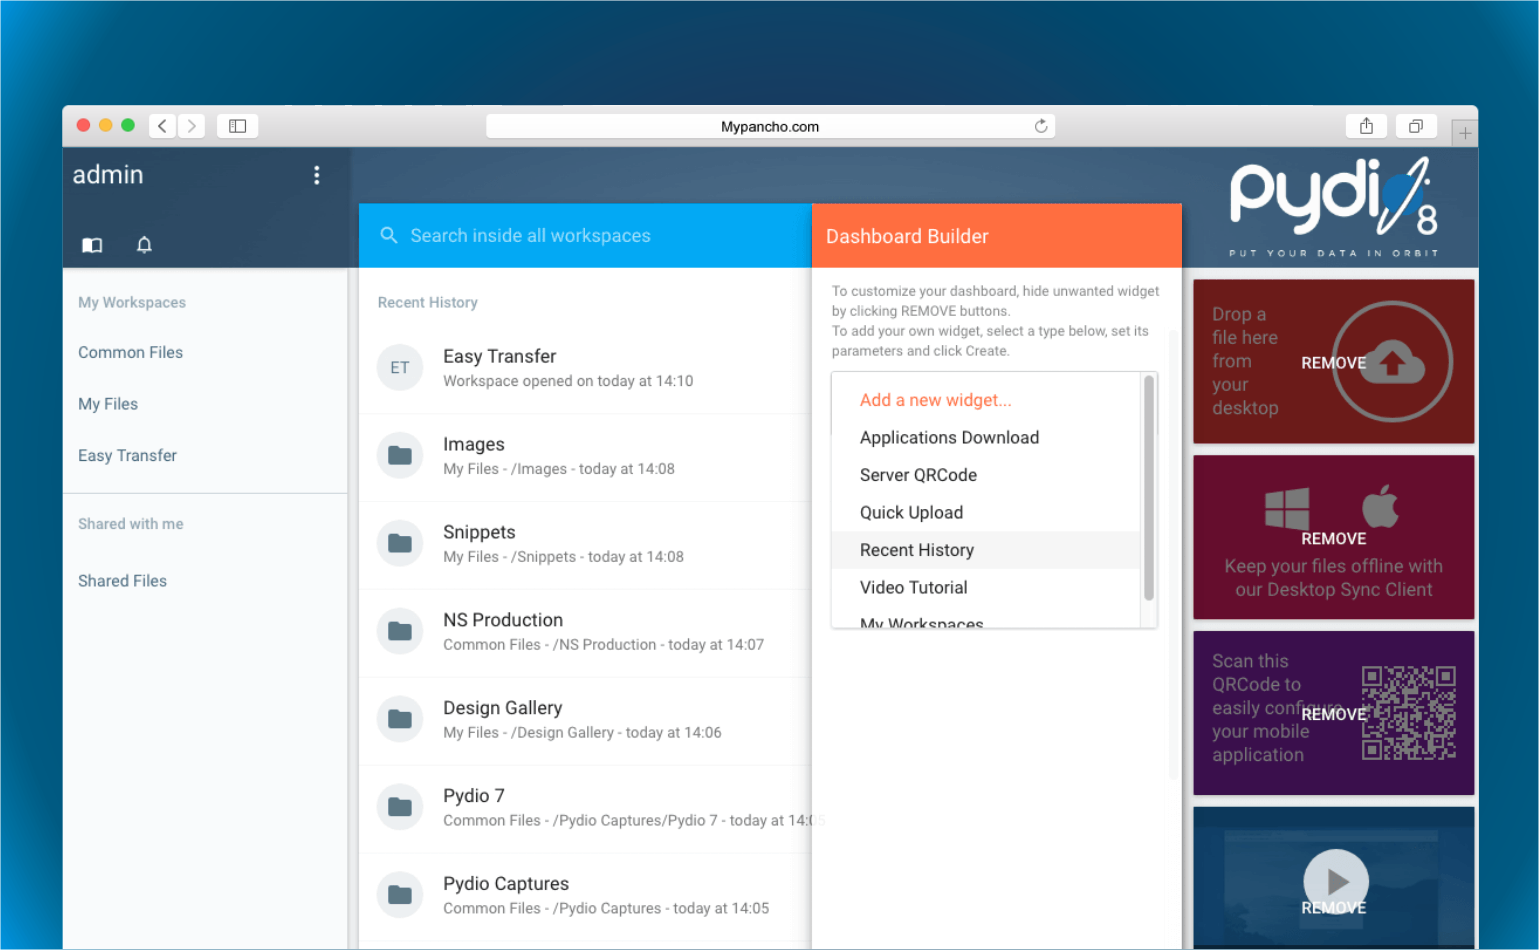 Mypancho.com
admin
pydio 8
PUT YOUR DATA IN ORBIT
Search inside all workspaces
Dashboard Builder
My Workspaces
Common Files
My Files
Easy Transfer
Shared with me
Shared Files
Recent History
ET
Easy Transfer
Workspace opened on today at 14:10
Images
My Files - /Images - today at 14:08
Snippets
My Files - /Snippets - today at 14:08
NS Production
Common Files - /NS Production - today at 14:07
Design Gallery
My Files - /Design Gallery - today at 14:06
Pydio 7
Common Files - /Pydio Captures/Pydio 7 - today at 14:05
Pydio Captures
Common Files - /Pydio Captures - today at 14:05
To customize your dashboard, hide unwanted widget
by clicking REMOVE buttons.
To add your own widget, select a type below, set its
parameters and click Create.
Add a new widget...
Applications Download
Server QRCode
Quick Upload
Recent History
Video Tutorial
My Workspaces
Drop a
file here
from
your
desktop
REMOVE
REMOVE
Keep your files offline with
our Desktop Sync Client
Scan this
QRCode to
easily configure
your mobile
application
REMOVE
REMOVE